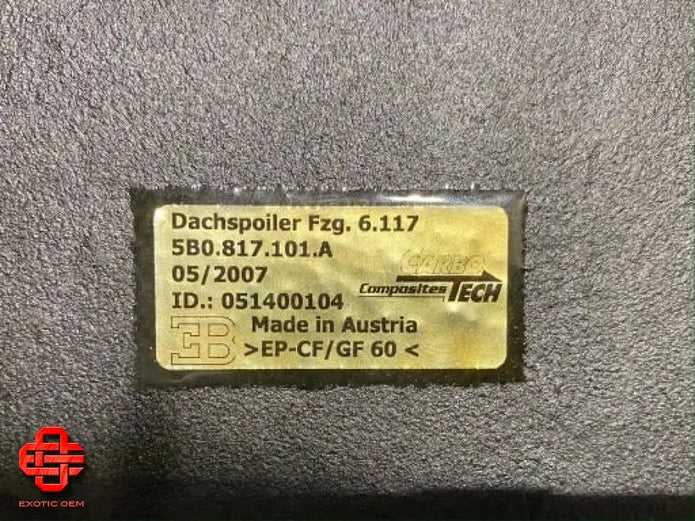 Dachspoiler Fzg. 6.117
5B0.817.101.A
05/2007
CARBO
Composites TECH
ID.: 051400104
Made in Austria
EB >EP-CF/GF 60 <
EXOTIC OEM